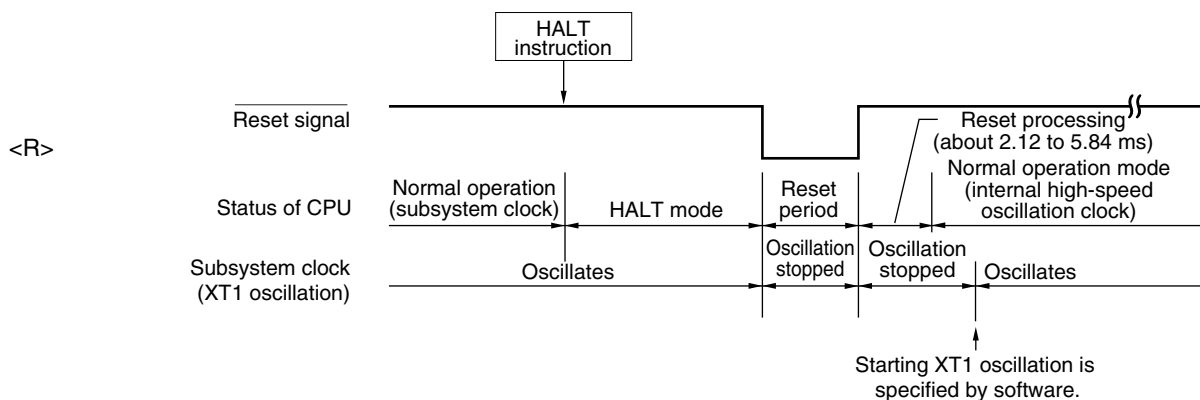 HALT
instruction
Reset signal
<R>
Reset processing
(about 2.12 to 5.84 ms)
Status of CPU
Normal operation
(subsystem clock)
HALT mode
Reset
period
Normal operation mode
(internal high-speed
oscillation clock)
Subsystem clock
(XT1 oscillation)
Oscillates
Oscillation
stopped
Oscillation
stopped
Oscillates
Starting XT1 oscillation is
specified by software.